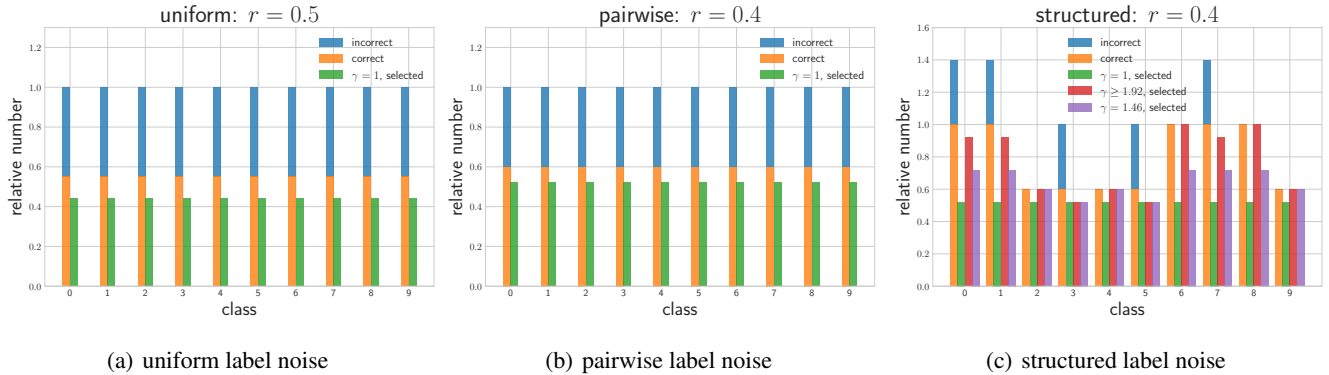 uniform: r = 0.5
incorrect
correct
γ = 1, selected
relative number
1.2
1.0
0.8
0.6
0.4
0.2
0.0
0 1 2 3 4 5 6 7 8 9
class
(a) uniform label noise
pairwise: r = 0.4
incorrect
correct
γ = 1, selected
relative number
1.2
1.0
0.8
0.6
0.4
0.2
0.0
0 1 2 3 4 5 6 7 8 9
class
(b) pairwise label noise
structured: r = 0.4
incorrect
correct
γ = 1, selected
γ ≥ 1.92, selected
γ = 1.46, selected
relative number
1.6
1.4
1.2
1.0
0.8
0.6
0.4
0.2
0.0
0 1 2 3 4 5 6 7 8 9
class
(c) structured label noise